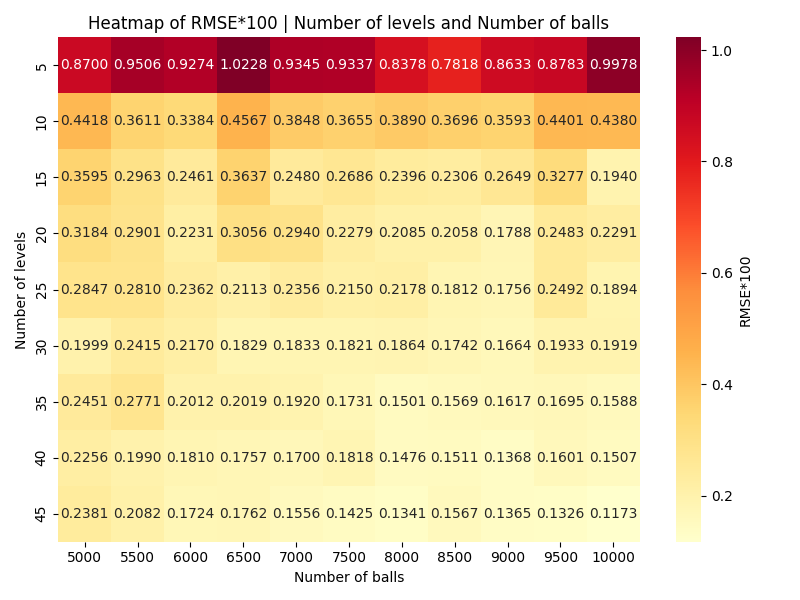 Heatmap of RMSE*100 | Number of levels and Number of balls
5 0.8700 0.9506 0.9274 1.0228 0.9345 0.9337 0.8378 0.7818 0.8633 0.8783 0.9978
10 0.4418 0.3611 0.3384 0.4567 0.3848 0.3655 0.3890 0.3696 0.3593 0.4401 0.4380
15 0.3595 0.2963 0.2461 0.3637 0.2480 0.2686 0.2396 0.2306 0.2649 0.3277 0.1940
20 0.3184 0.2901 0.2231 0.3056 0.2940 0.2279 0.2085 0.2058 0.1788 0.2483 0.2291
25 0.2847 0.2810 0.2362 0.2113 0.2356 0.2150 0.2178 0.1812 0.1756 0.2492 0.1894
30 0.1999 0.2415 0.2170 0.1829 0.1833 0.1821 0.1864 0.1742 0.1664 0.1933 0.1919
35 0.2451 0.2771 0.2012 0.2019 0.1920 0.1731 0.1501 0.1569 0.1617 0.1695 0.1588
40 0.2256 0.1990 0.1810 0.1757 0.1700 0.1818 0.1476 0.1511 0.1368 0.1601 0.1507
45 0.2381 0.2082 0.1724 0.1762 0.1556 0.1425 0.1341 0.1567 0.1365 0.1326 0.1173
5000 5500 6000 6500 7000 7500 8000 8500 9000 9500 10000
Number of balls
Number of levels
1.0
0.8
0.6
0.4
0.2
RMSE*100